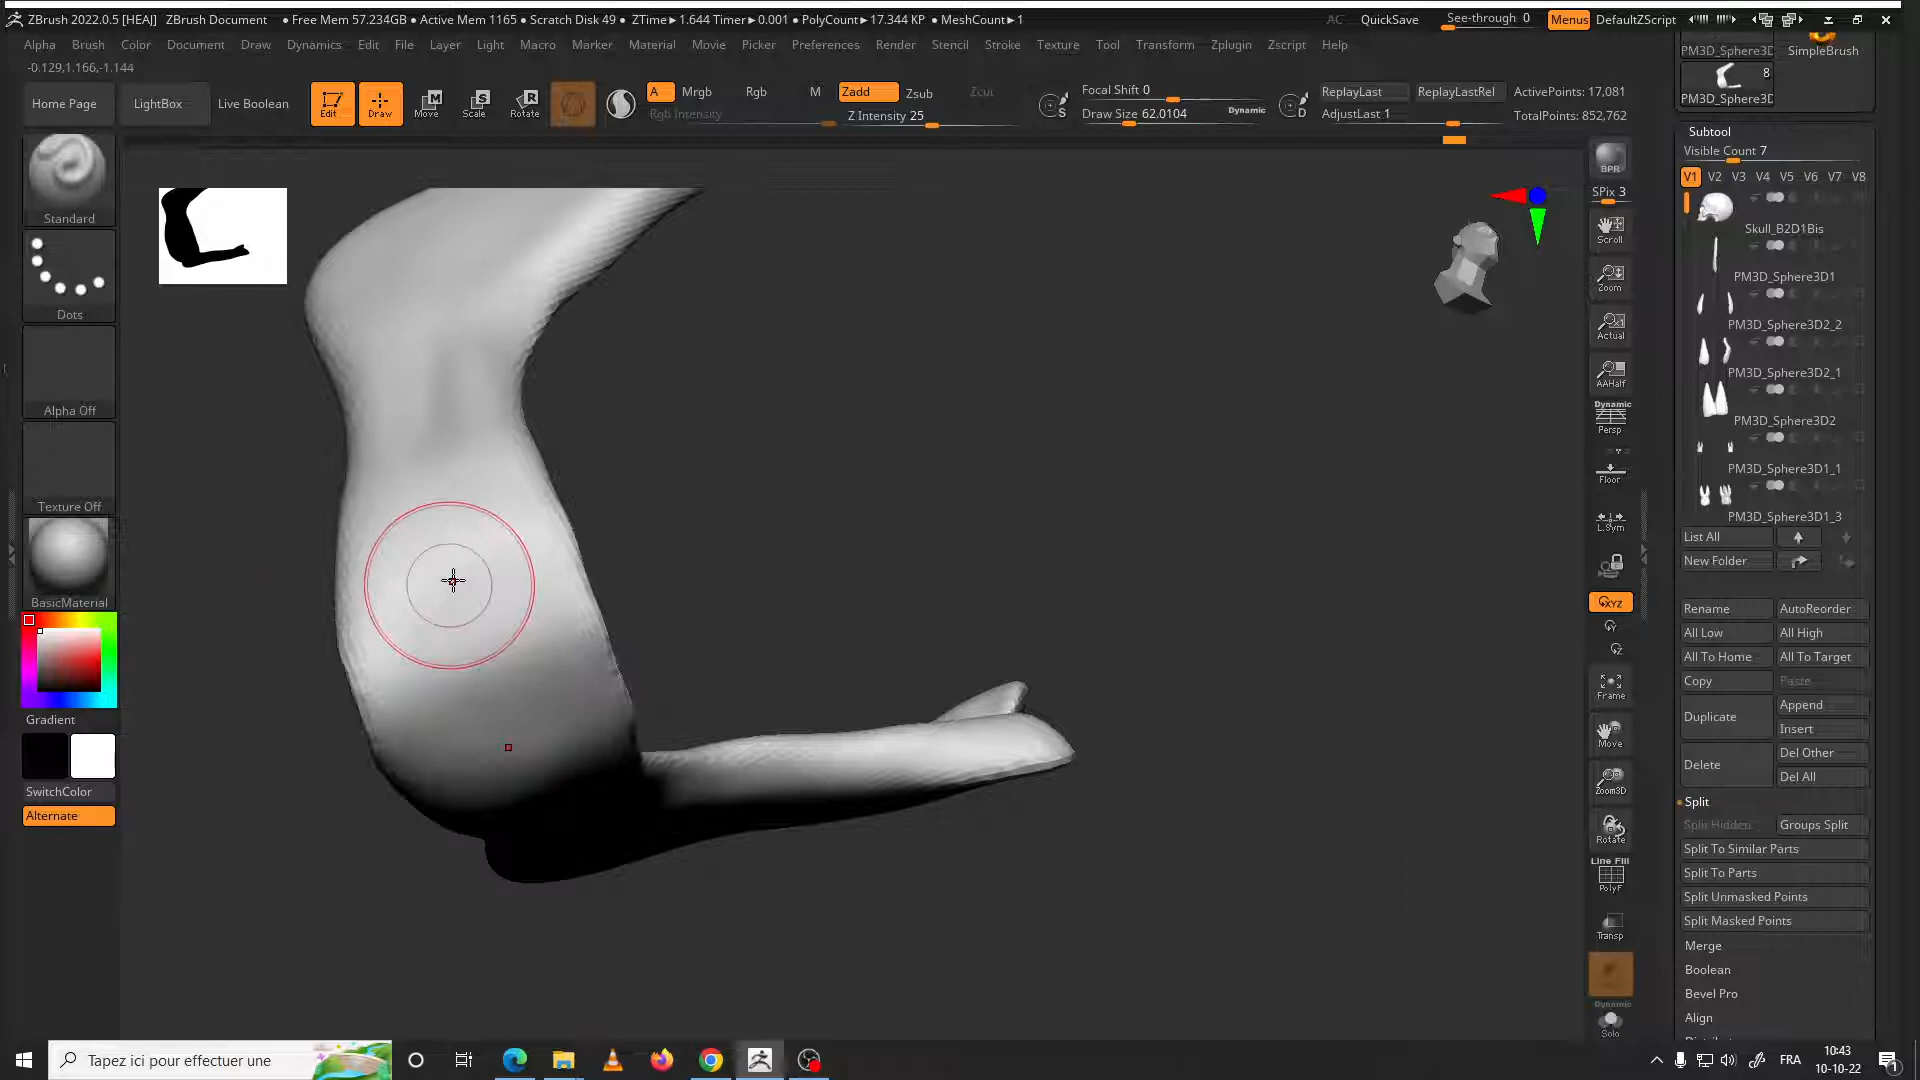 ZBrush 2022.0.5 [HEAJ] ZBrush Document • Free Mem 57.234GB • Active Mem 1165 • Scratch Disk 49 • ZTime►1.644 Timer►0.001 • PolyCount►17.344 KP • MeshCount►1
AC QuickSave See-through 0 Menus DefaultZScript
Alpha Brush Color Document Draw Dynamics Edit File Layer Light Macro Marker Material Movie Picker Preferences Render Stencil Stroke Texture Tool Transform Zplugin Zscript Help
-0.129,1.166,-1.144
Home Page LightBox Live Boolean
Edit Draw Move Scale Rotate
A Mrgb Rgb M Zadd Zsub Zcut
Rgb Intensity Z Intensity 25
Focal Shift 0
Draw Size 62.0104 Dynamic
S D
ReplayLast ReplayLastRel ActivePoints: 17,081
AdjustLast 1 TotalPoints: 852,762
Standard
Dots
Alpha Off
Texture Off
BasicMaterial
Gradient
SwitchColor
Alternate
BPR
SPix 3
Scroll
Zoom
Actual
AAHalf
Dynamic
Persp
Floor
L.Sym
XYZ
Y
Z
Frame
Move
Zoom3D
Rotate
Line Fill
PolyF
Transp
Dynamic
Solo
PM3D_Sphere3D
SimpleBrush
8
PM3D_Sphere3D
Subtool
Visible Count 7
V1 V2 V3 V4 V5 V6 V7 V8
Skull_B2D1Bis
PM3D_Sphere3D1
PM3D_Sphere3D2_2
PM3D_Sphere3D2_1
PM3D_Sphere3D2
PM3D_Sphere3D1_1
PM3D_Sphere3D1_3
List All
New Folder
Rename AutoReorder
All Low All High
All To Home All To Target
Copy Paste
Duplicate Append
Insert
Delete Del Other
Del All
Split
Split Hidden Groups Split
Split To Similar Parts
Split To Parts
Split Unmasked Points
Split Masked Points
Merge
Boolean
Bevel Pro
Align
Tapez ici pour effectuer une
FRA
10:43
10-10-22
1